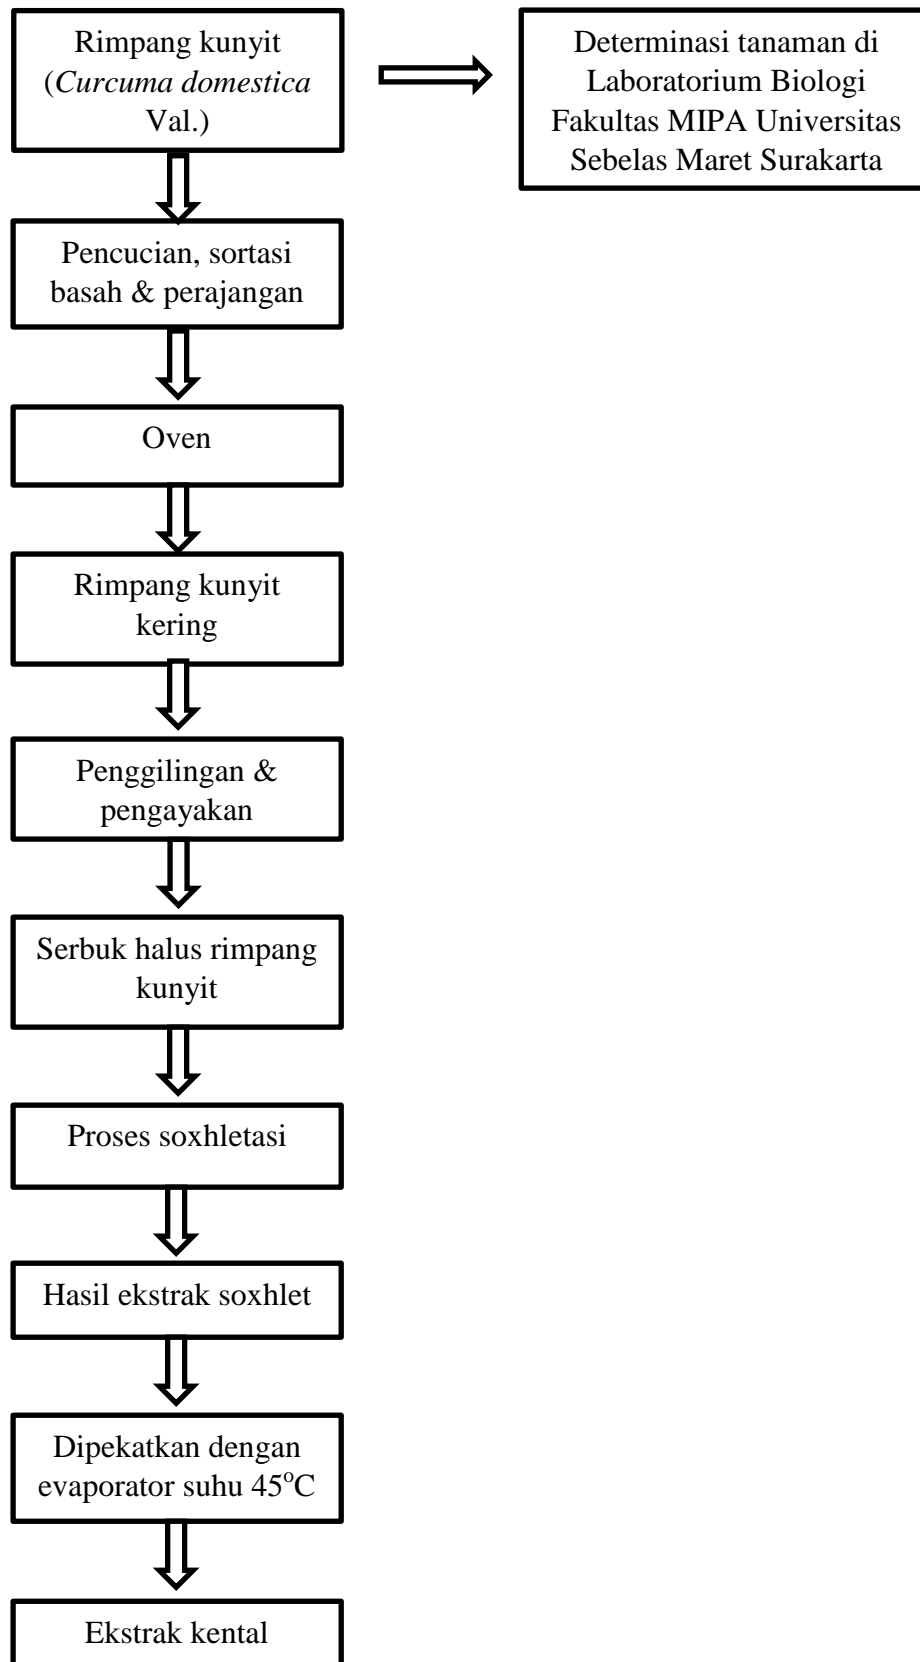 Rimpang kunyit
(Curcuma domestica
Val.)
Determinasi tanaman di
Laboratorium Biologi
Fakultas MIPA Universitas
Sebelas Maret Surakarta
Pencucian, sortasi
basah & perajangan
Oven
Rimpang kunyit
kering
Penggilingan &
pengayakan
Serbuk halus rimpang
kunyit
Proses soxhletasi
Hasil ekstrak soxhlet
Dipekatkan dengan
evaporator suhu 45°C
Ekstrak kental